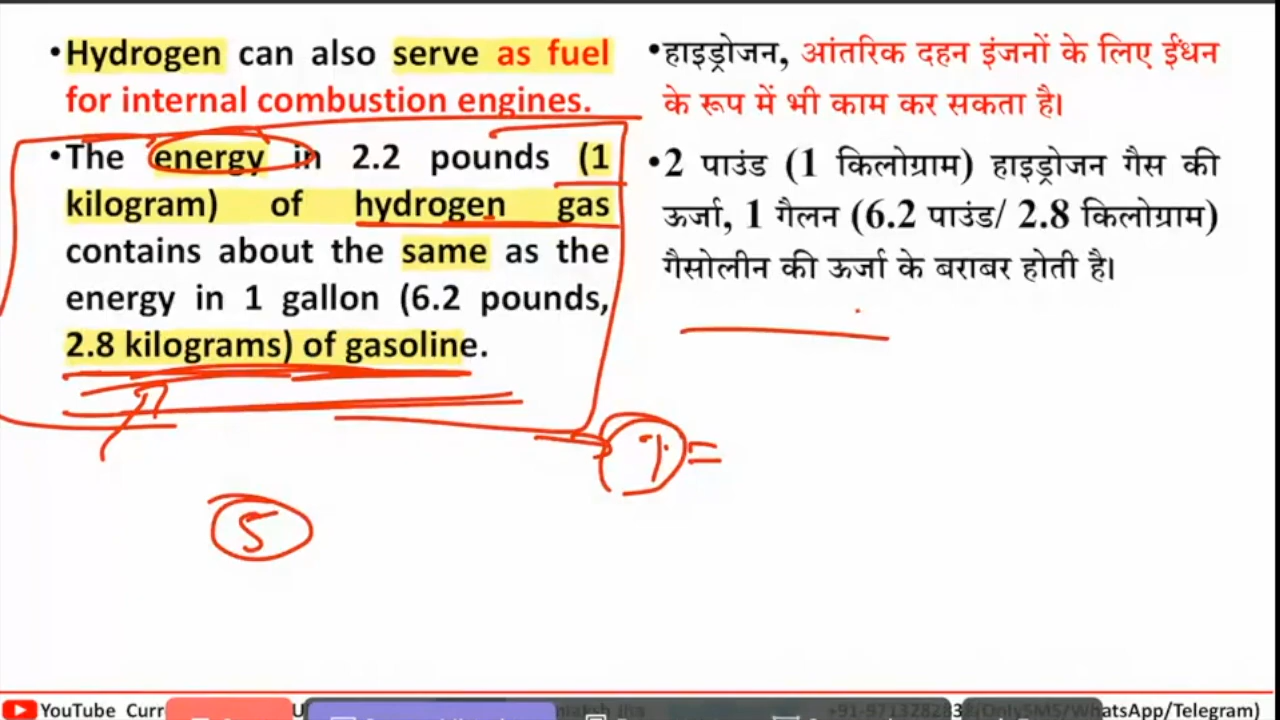 •Hydrogen can also serve as fuel
for internal combustion engines.
•The energy in 2.2 pounds (1
kilogram) of hydrogen gas
contains about the same as the
energy in 1 gallon (6.2 pounds,
2.8 kilograms) of gasoline.
5
•हाइड्रोजन, आंतरिक दहन इंजनों के लिए ईंधन
के रूप में भी काम कर सकता है।
•2 पाउंड (1 किलोग्राम) हाइड्रोजन गैस की
ऊर्जा, 1 गैलन (6.2 पाउंड/ 2.8 किलोग्राम)
गैसोलीन की ऊर्जा के बराबर होती है।
=
YouTube
SMS/WhatsApp/Telegram)